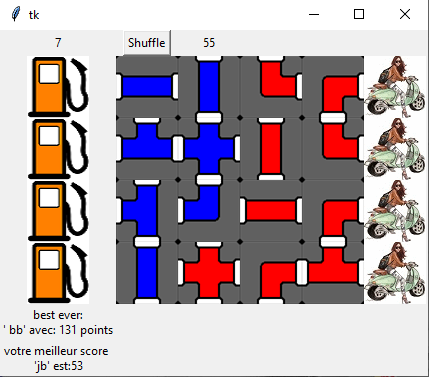 tk
7 Shuffle 55
best ever:
' bb' avec: 131 points
votre meilleur score
'jb' est:53